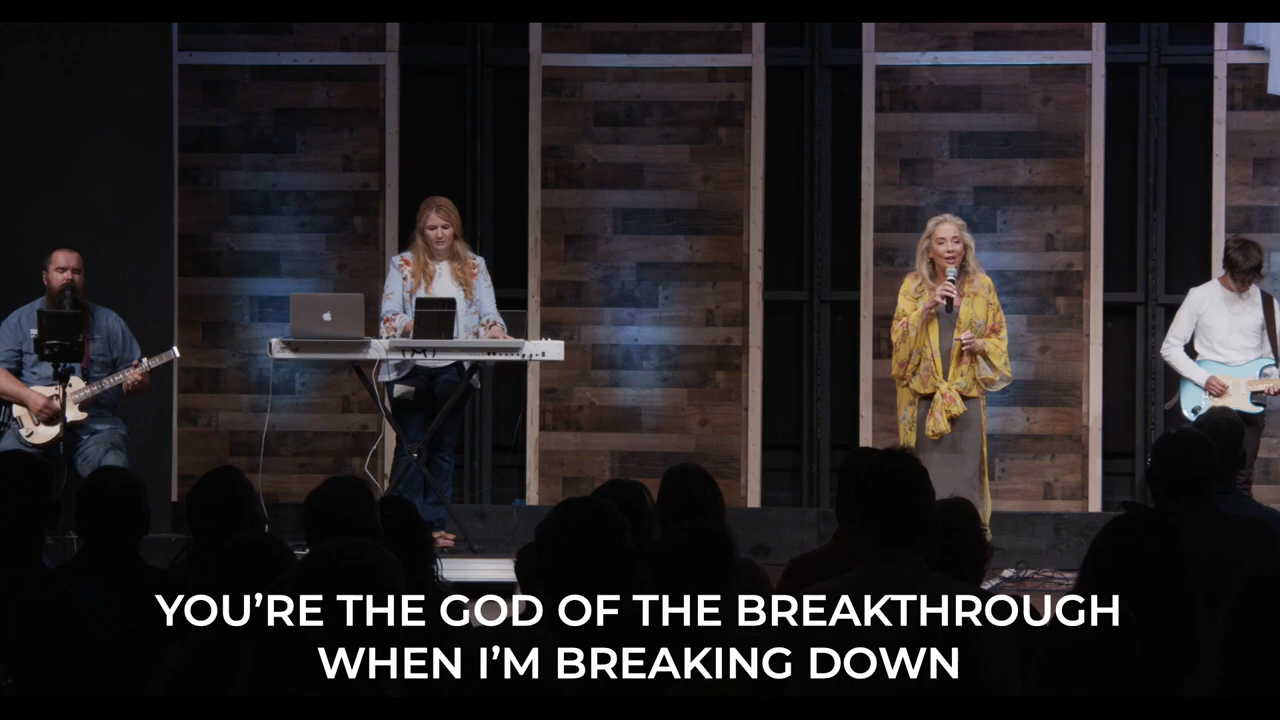 YOU’RE THE GOD OF THE BREAKTHROUGH
WHEN I’M BREAKING DOWN